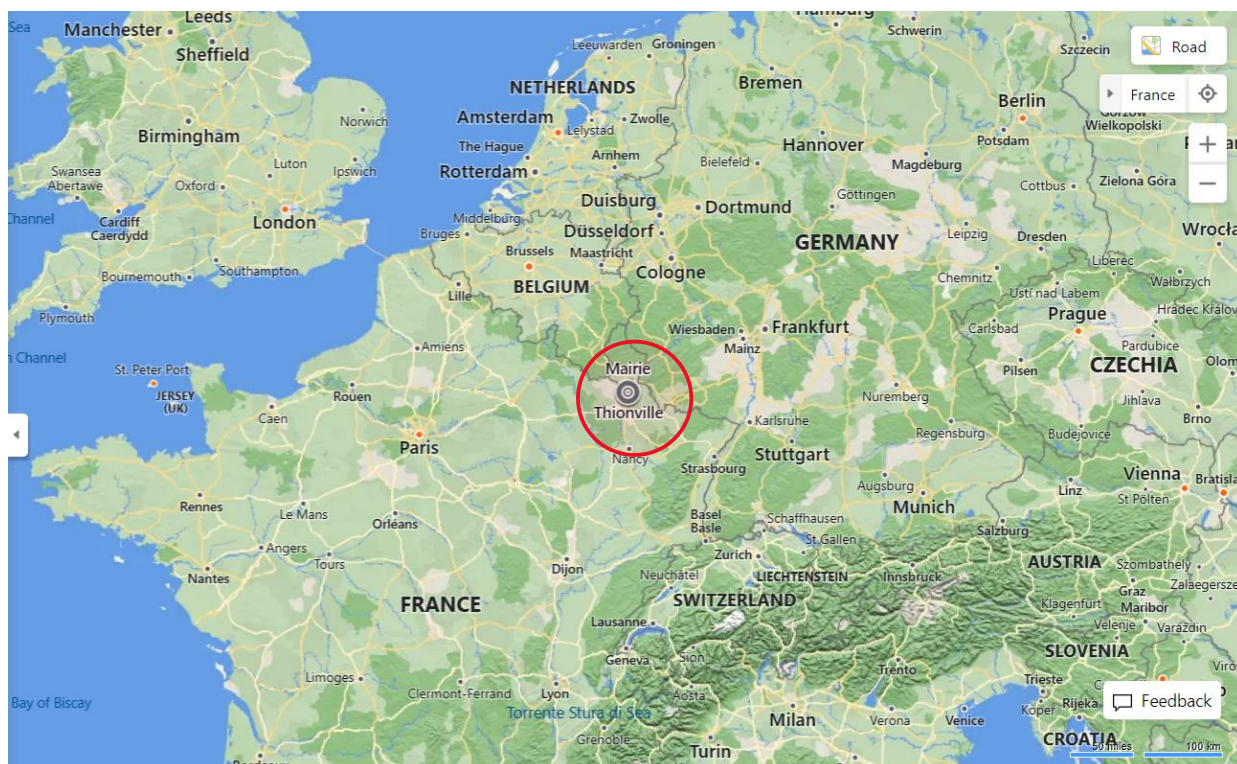 Sea
Manchester
Leeds
Sheffield
Hamburg
Schwerin
Szczecin
Road
Leeuwarden
Groningen
Bremen
NETHERLANDS
Berlin
France
Amsterdam
Lelystad
Zwolle
Norwich
Potsdam
Wielkopolski
Birmingham
The Hague
Arnhem
Hannover
Luton
Ipswich
Rotterdam
Bielefeld
Magdeburg
Swansea
Abertawe
Oxford
Duisburg
Göttingen
Cottbus
Zielona Góra
Channel
Cardiff
Caerdydd
London
Middelburg
Dortmund
Bruges
Düsseldorf
Leipzig
Dresden
Wrocła
Brussels
Maastricht
GERMANY
Bournemouth
Southampton
Cologne
Chemnitz
Liberec
BELGIUM
Ustí nad Labem
Wałbrzych
Plymouth
Lille
Prague
Hradec Králov
Wiesbaden
Frankfurt
Carlsbad
n Channel
Amiens
Mainz
Pardubice
St. Peter Port
Mairie
Pilsen
CZECHIA
Olom
JERSEY
(UK)
Rouen
Thionville
Nuremberg
Jihlava
Caen
Karlsruhe
Brno
Paris
Regensburg
Budejovice
Nancy
Strasbourg
Stuttgart
Vienna
Bratisla
Augsburg
Linz
St Pölten
Rennes
Le Mans
Munich
Orléans
Basel
Bâsle
Schaffhausen
Salzburg
Angers
St. Gallen
Tours
Zurich
Nantes
Dijon
Neuchâtel
LIECHTENSTEIN
Innsbruck
AUSTRIA
Szombathely
Zalaegersze
FRANCE
SWITZERLAND
Graz
Klagenfurt
Maribor
Lausanne
Velenje
Varaždin
Geneva
Sion
SLOVENIA
Limoges
Trento
Trieste
Clermont-Ferrand
Lyon
Aosta
Bay of Biscay
Torrente Stura di Sea
Koper
Rijeka
Feedback
Milan
Verona
Venice
Grenoble
Turin
CROATIA
50 miles
100 km